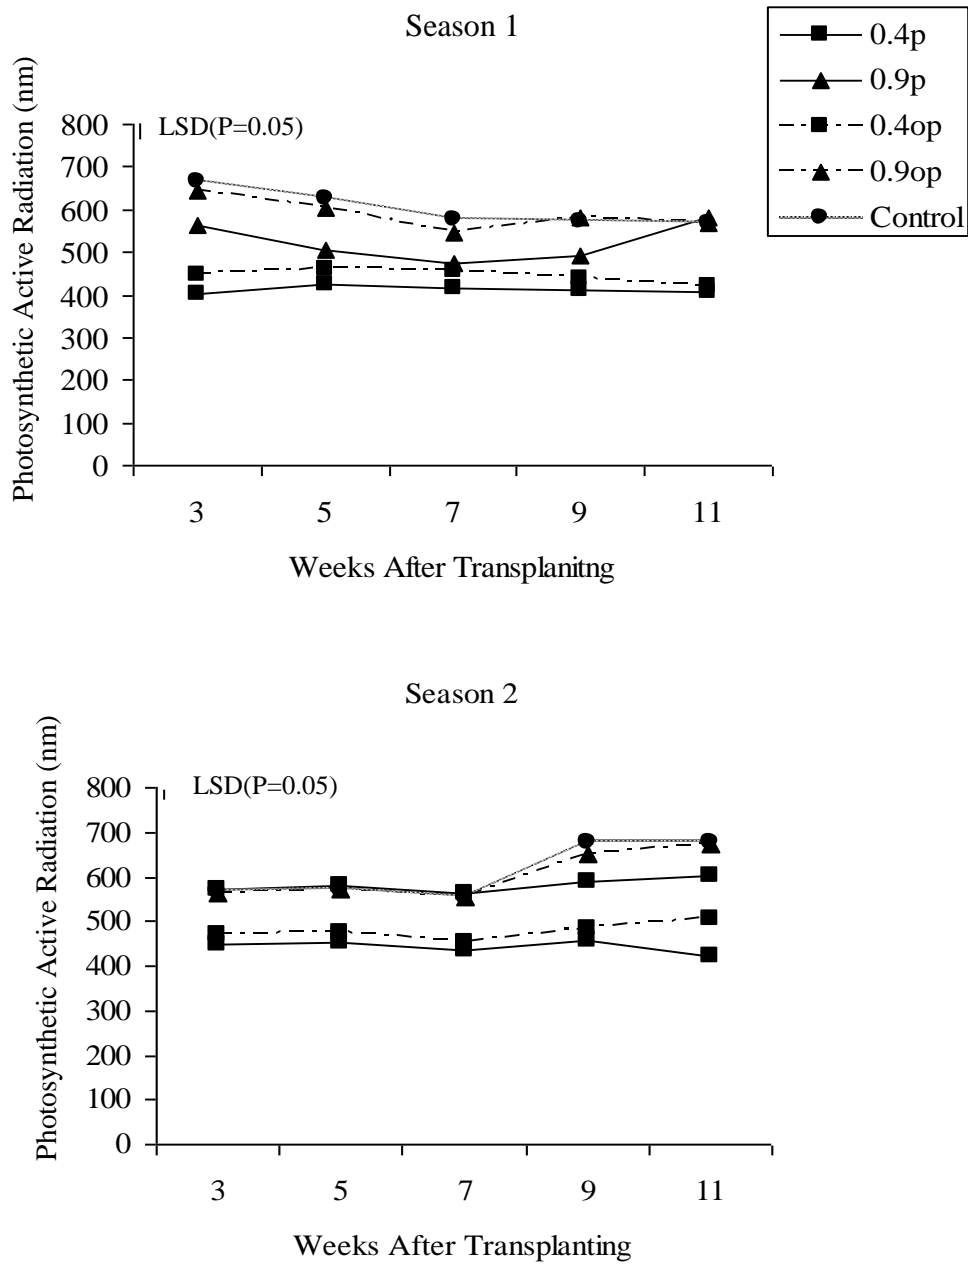 Season 1
0.4p
0.9p
0.4op
0.9op
Control
Photosynthetic Active Radiation (nm)
LSD(P=0.05)
800
700
600
500
400
300
200
100
0
3 5 7 9 11
Weeks After Transplanitng
Season 2
Photosynthetic Active Radiation (nm)
LSD(P=0.05)
800
700
600
500
400
300
200
100
0
3 5 7 9 11
Weeks After Transplanting